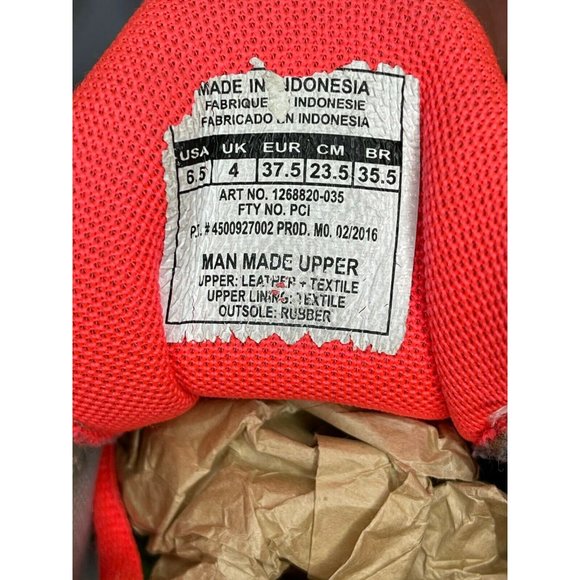 MADE IN INDONESIA
FABRIQUE INDONESIE
FABRICADO EN INDONESIA
USA UK EUR CM BR
6.5 4 37.5 23.5 35.5
ART NO. 1268820-035
FTY NO. PCI
# 4500927002 PROD. MO. 02/2016
MAN MADE UPPER
UPPER: LEATHER + TEXTILE
UPPER LINING: TEXTILE
OUTSOLE: RUBBER